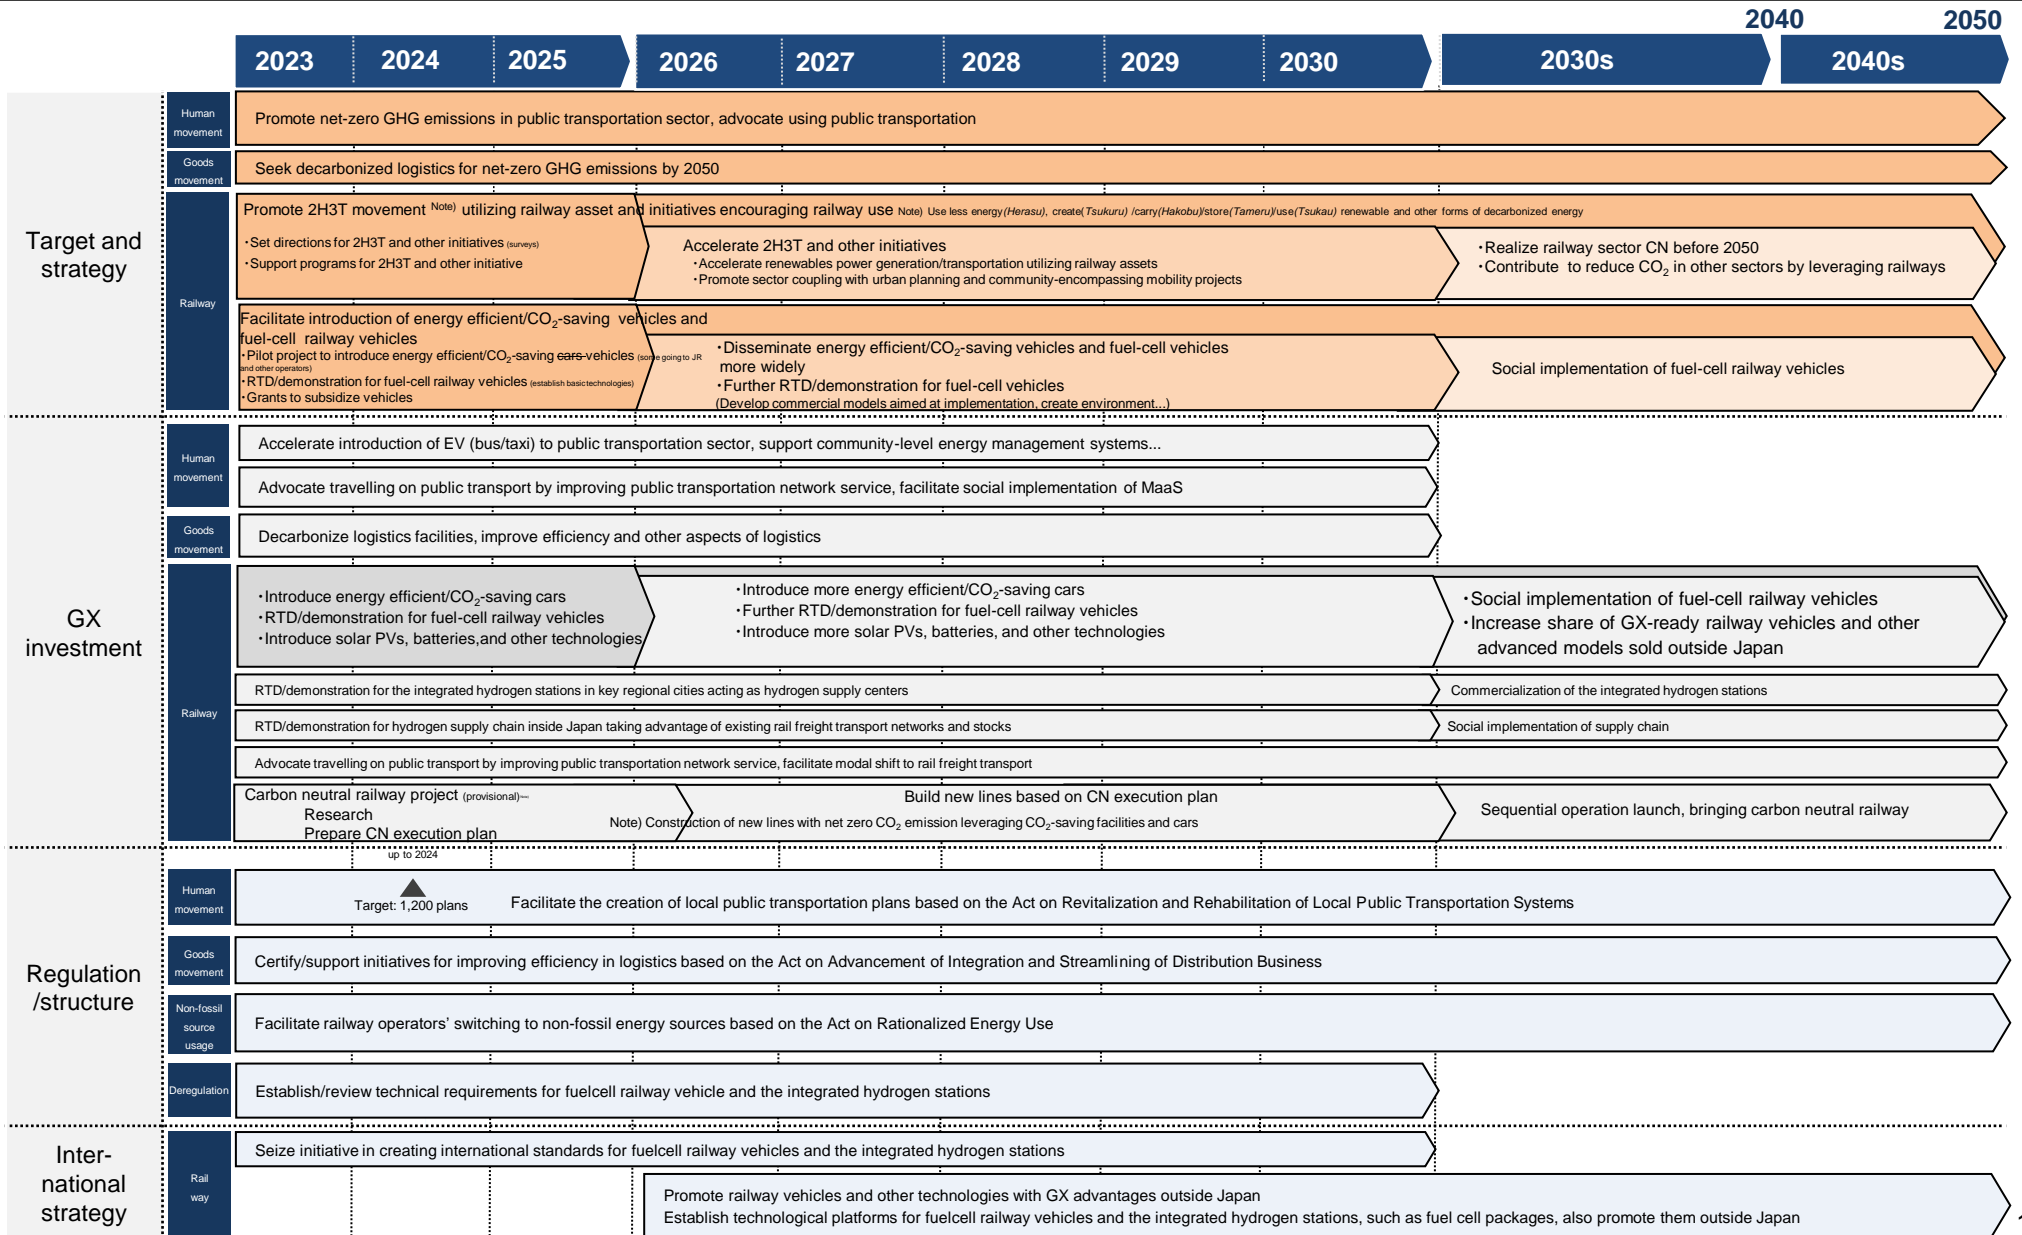 2040 2050
2023 2024 2025 2026 2027 2028 2029 2030 2030s 2040s
Target and
strategy
Human
movement
Promote net-zero GHG emissions in public transportation sector, advocate using public transportation
Goods
movement
Seek decarbonized logistics for net-zero GHG emissions by 2050
Railway
Promote 2H3T movement Note) utilizing railway asset and initiatives encouraging railway use Note) Use less energy(Herasu), create(Tsukuru) /carry(Hakobu)/store(Tameru)/use(Tsukau) renewable and other forms of decarbonized energy
・Set directions for 2H3T and other initiatives (surveys)
・Support programs for 2H3T and other initiative
Accelerate 2H3T and other initiatives
・Accelerate renewables power generation/transportation utilizing railway assets
・Promote sector coupling with urban planning and community-encompassing mobility projects
・Realize railway sector CN before 2050
・Contribute to reduce CO2 in other sectors by leveraging railways
Facilitate introduction of energy efficient/CO2-saving vehicles and
fuel-cell railway vehicles
・Pilot project to introduce energy efficient/CO2-saving cars vehicles (some going to JR
and other operators)
・RTD/demonstration for fuel-cell railway vehicles (establish basic technologies)
・Grants to subsidize vehicles
・Disseminate energy efficient/CO2-saving vehicles and fuel-cell vehicles
more widely
・Further RTD/demonstration for fuel-cell vehicles
(Develop commercial models aimed at implementation, create environment...)
Social implementation of fuel-cell railway vehicles
GX
investment
Human
movement
Accelerate introduction of EV (bus/taxi) to public transportation sector, support community-level energy management systems...
Advocate travelling on public transport by improving public transportation network service, facilitate social implementation of MaaS
Goods
movement
Decarbonize logistics facilities, improve efficiency and other aspects of logistics
Railway
・Introduce energy efficient/CO2-saving cars
・RTD/demonstration for fuel-cell railway vehicles
・Introduce solar PVs, batteries,and other technologies
・Introduce more energy efficient/CO2-saving cars
・Further RTD/demonstration for fuel-cell railway vehicles
・Introduce more solar PVs, batteries, and other technologies
・Social implementation of fuel-cell railway vehicles
・Increase share of GX-ready railway vehicles and other
advanced models sold outside Japan
RTD/demonstration for the integrated hydrogen stations in key regional cities acting as hydrogen supply centers
Commercialization of the integrated hydrogen stations
RTD/demonstration for hydrogen supply chain inside Japan taking advantage of existing rail freight transport networks and stocks
Social implementation of supply chain
Advocate travelling on public transport by improving public transportation network service, facilitate modal shift to rail freight transport
Carbon neutral railway project (provisional)
Research
Prepare CN execution plan
Build new lines based on CN execution plan
Note) Construction of new lines with net zero CO2 emission leveraging CO2-saving facilities and cars
Sequential operation launch, bringing carbon neutral railway
Regulation
/structure
up to 2024
Human
movement
Target: 1,200 plans
Facilitate the creation of local public transportation plans based on the Act on Revitalization and Rehabilitation of Local Public Transportation Systems
Goods
movement
Certify/support initiatives for improving efficiency in logistics based on the Act on Advancement of Integration and Streamlining of Distribution Business
Non-fossil
source
usage
Facilitate railway operators’ switching to non-fossil energy sources based on the Act on Rationalized Energy Use
Deregulation
Establish/review technical requirements for fuelcell railway vehicle and the integrated hydrogen stations
Inter-
national
strategy
Rail
way
Seize initiative in creating international standards for fuelcell railway vehicles and the integrated hydrogen stations
Promote railway vehicles and other technologies with GX advantages outside Japan
Establish technological platforms for fuelcell railway vehicles and the integrated hydrogen stations, such as fuel cell packages, also promote them outside Japan